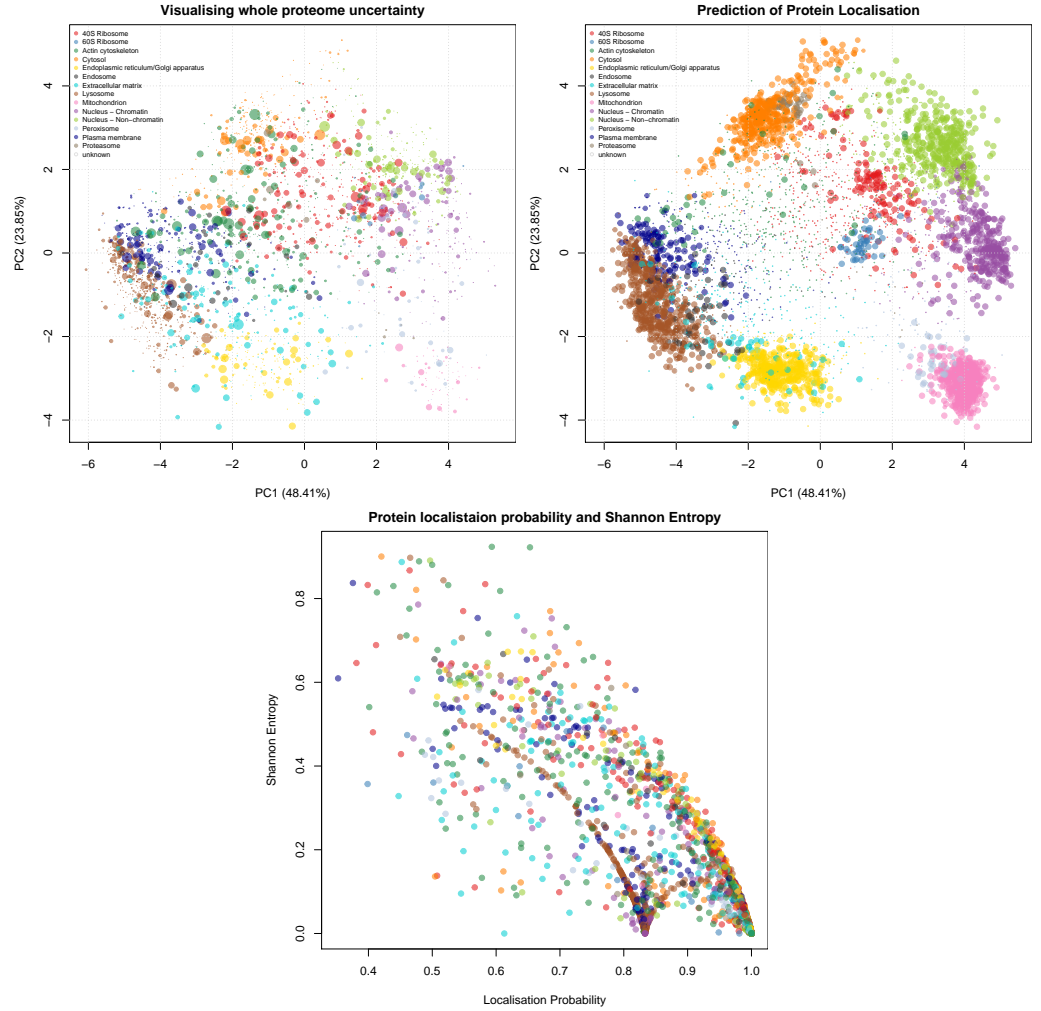 Visualising whole proteome uncertainty
40S Ribosome
60S Ribosome
Actin cytoskeleton
Cytosol
Endoplasmic reticulum/Golgi apparatus
Endosome
Extracellular matrix
Lysosome
Mitochondrion
Nucleus − Chromatin
Nucleus − Non−chromatin
Peroxisome
Plasma membrane
Proteasome
unknown
PC2 (23.85%)
4
2
0
−2
−4
−6 −4 −2 0 2 4
PC1 (48.41%)
Prediction of Protein Localisation
40S Ribosome
60S Ribosome
Actin cytoskeleton
Cytosol
Endoplasmic reticulum/Golgi apparatus
Endosome
Extracellular matrix
Lysosome
Mitochondrion
Nucleus − Chromatin
Nucleus − Non−chromatin
Peroxisome
Plasma membrane
Proteasome
unknown
PC2 (23.85%)
4
2
0
−2
−4
−6 −4 −2 0 2 4
PC1 (48.41%)
Protein localistaion probability and Shannon Entropy
Shannon Entropy
0.8
0.6
0.4
0.2
0.0
0.4 0.5 0.6 0.7 0.8 0.9 1.0
Localisation Probability